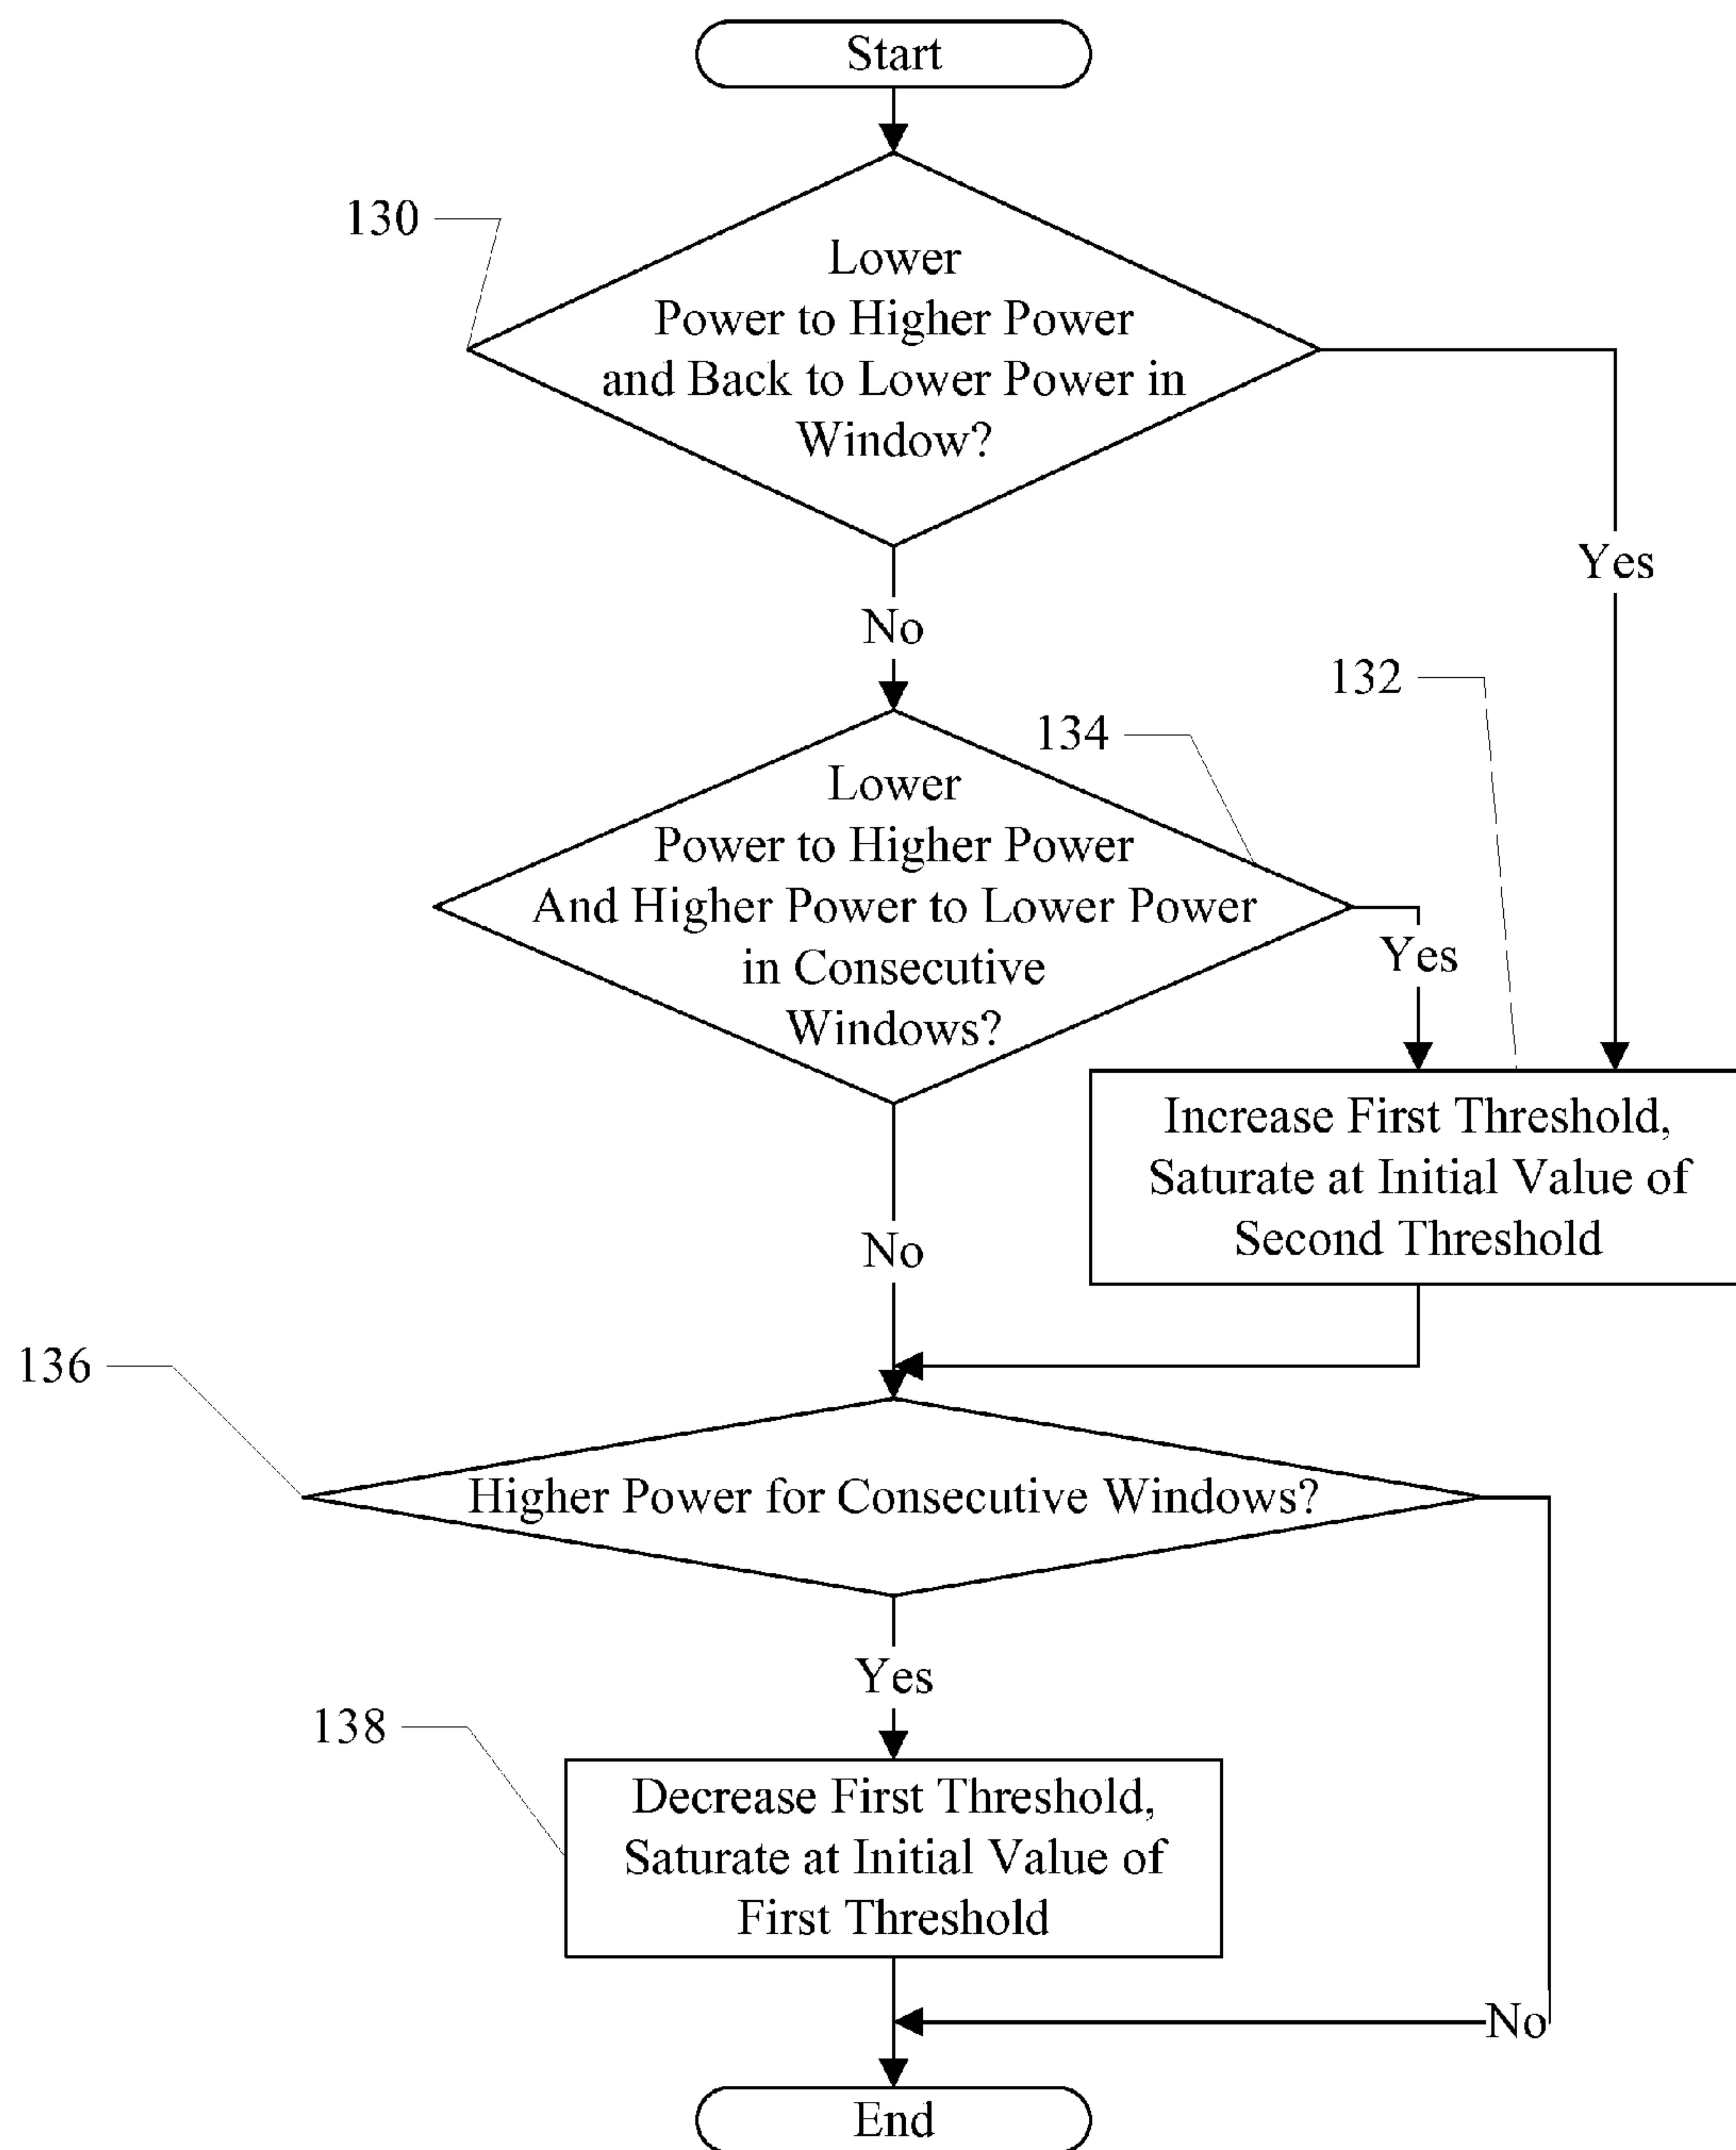 Start
130
Lower
Power to Higher Power
and Back to Lower Power in
Window?
Yes
No
132
134
Lower
Power to Higher Power
And Higher Power to Lower Power
in Consecutive
Windows?
Yes
Increase First Threshold,
Saturate at Initial Value of
Second Threshold
No
136
Higher Power for Consecutive Windows?
Yes
138
Decrease First Threshold,
Saturate at Initial Value of
First Threshold
No
End